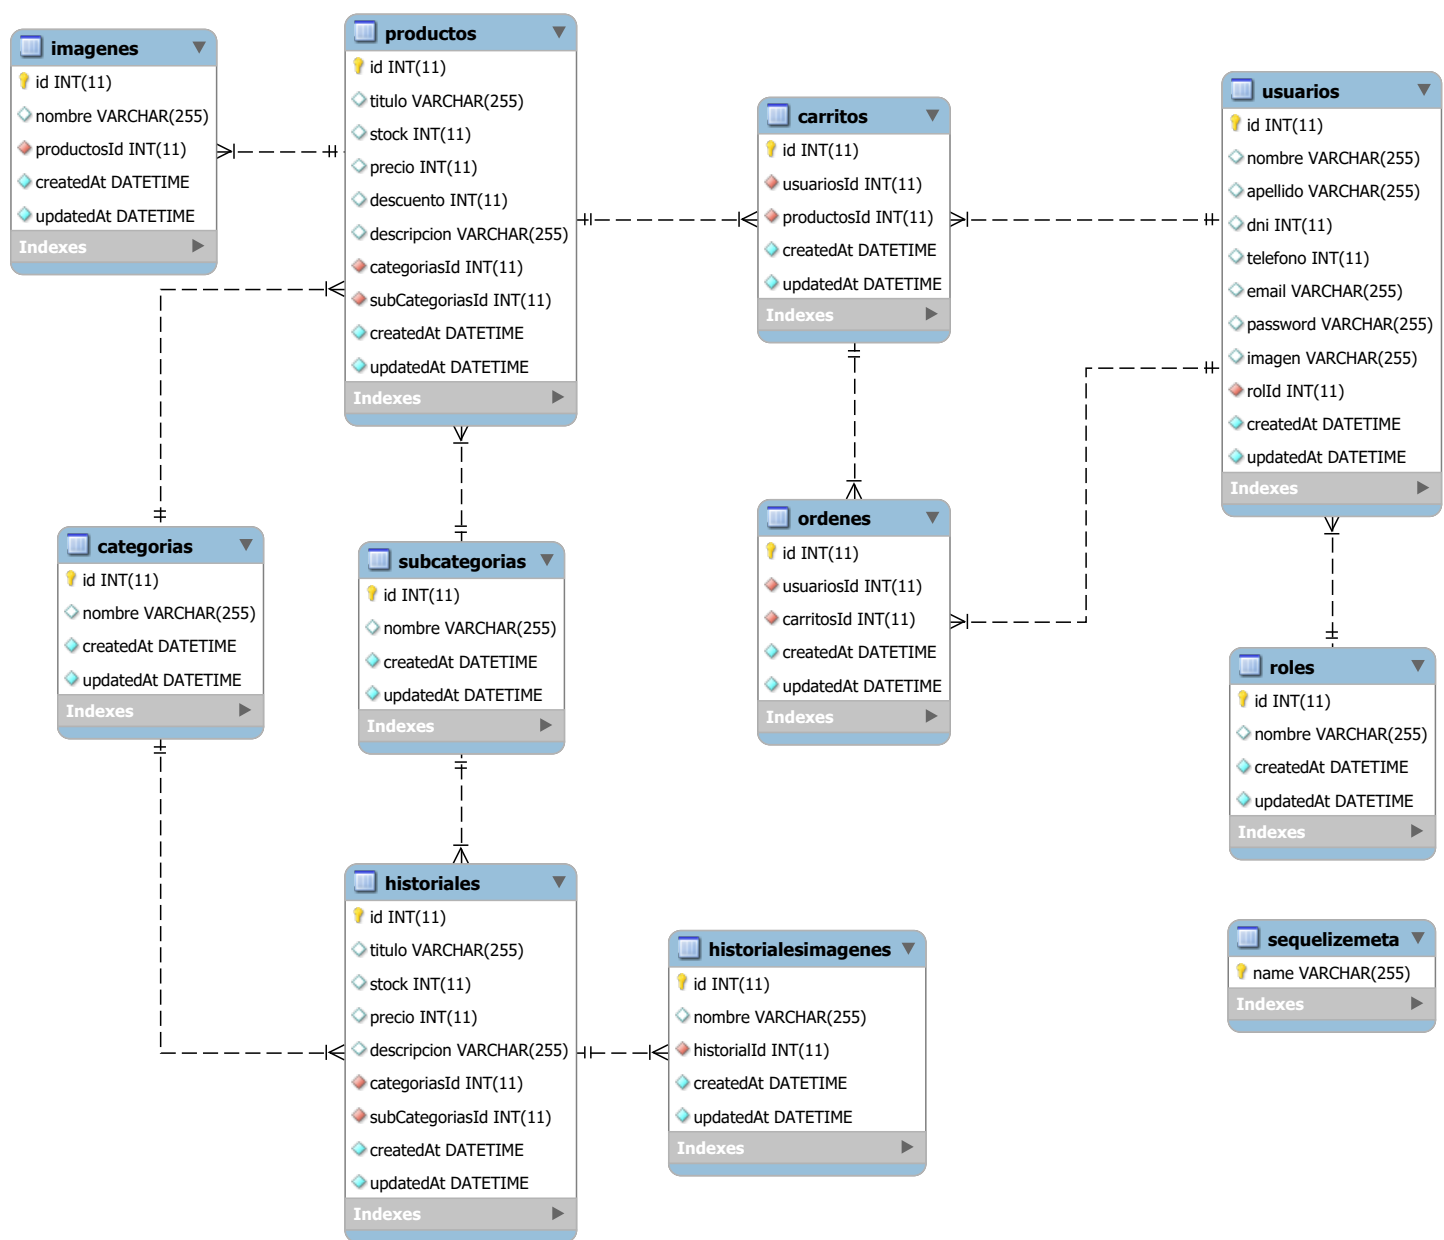 imagenes
id INT(11)
nombre VARCHAR(255)
productosId INT(11)
createdAt DATETIME
updatedAt DATETIME
Indexes
productos
id INT(11)
titulo VARCHAR(255)
stock INT(11)
precio INT(11)
descuento INT(11)
descripcion VARCHAR(255)
categoriasId INT(11)
subCategoriasId INT(11)
createdAt DATETIME
updatedAt DATETIME
Indexes
carritos
id INT(11)
usuariosId INT(11)
productosId INT(11)
createdAt DATETIME
updatedAt DATETIME
Indexes
usuarios
id INT(11)
nombre VARCHAR(255)
apellido VARCHAR(255)
dni INT(11)
telefono INT(11)
email VARCHAR(255)
password VARCHAR(255)
imagen VARCHAR(255)
rolId INT(11)
createdAt DATETIME
updatedAt DATETIME
Indexes
categorias
id INT(11)
nombre VARCHAR(255)
createdAt DATETIME
updatedAt DATETIME
Indexes
subcategorias
id INT(11)
nombre VARCHAR(255)
createdAt DATETIME
updatedAt DATETIME
Indexes
ordenes
id INT(11)
usuariosId INT(11)
carritosId INT(11)
createdAt DATETIME
updatedAt DATETIME
Indexes
roles
id INT(11)
nombre VARCHAR(255)
createdAt DATETIME
updatedAt DATETIME
Indexes
historiales
id INT(11)
titulo VARCHAR(255)
stock INT(11)
precio INT(11)
descripcion VARCHAR(255)
categoriasId INT(11)
subCategoriasId INT(11)
createdAt DATETIME
updatedAt DATETIME
Indexes
historialesimagenes
id INT(11)
nombre VARCHAR(255)
historialId INT(11)
createdAt DATETIME
updatedAt DATETIME
Indexes
sequelizemeta
name VARCHAR(255)
Indexes